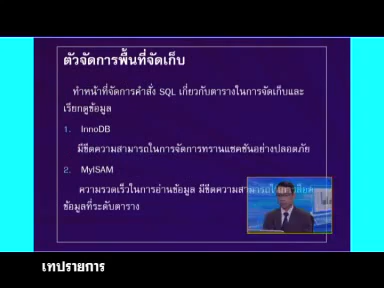 ตัวจัดการพื้นที่จัดเก็บ
ทำหน้าที่จัดการคำสั่ง SQL เกี่ยวกับตารางในการจัดเก็บและ
เรียกดูข้อมูล
1. InnoDB
มีขีดความสามารถในการจัดการทรานแซคชันอย่างปลอดภัย
2. MyISAM
ความรวดเร็วในการอ่านข้อมูล มีขีดความสามารถในการล็อค
ข้อมูลที่ระดับตาราง
เทปรายการ